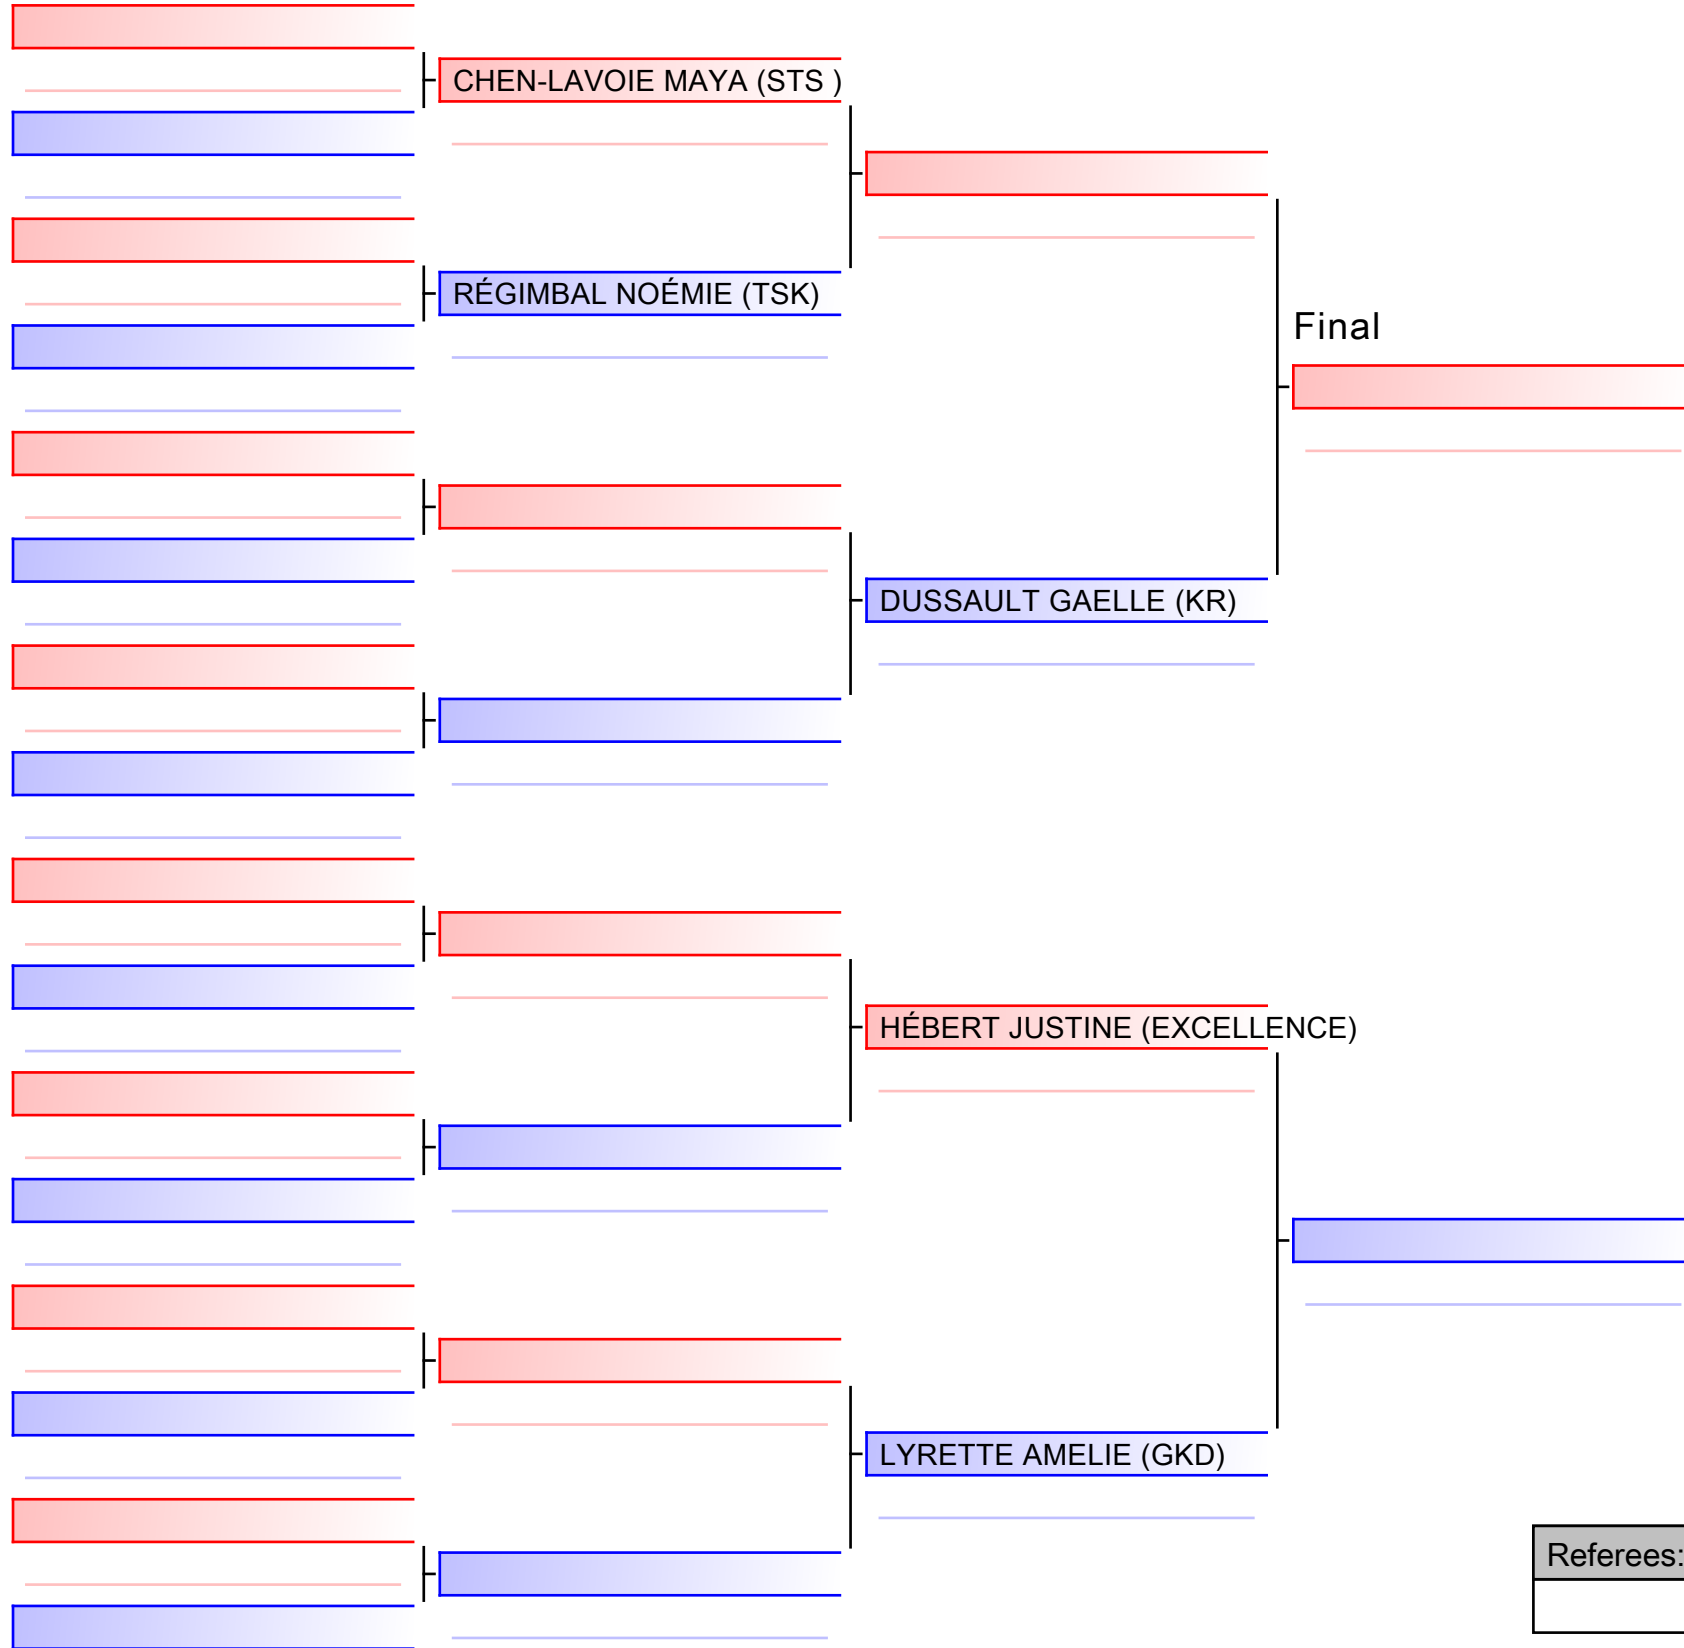 CHEN-LAVOIE MAYA (STS )
RÉGIMBAL NOÉMIE (TSK)
Final
DUSSAULT GAELLE (KR)
HÉBERT JUSTINE (EXCELLENCE)
LYRETTE AMELIE (GKD)
Referees: